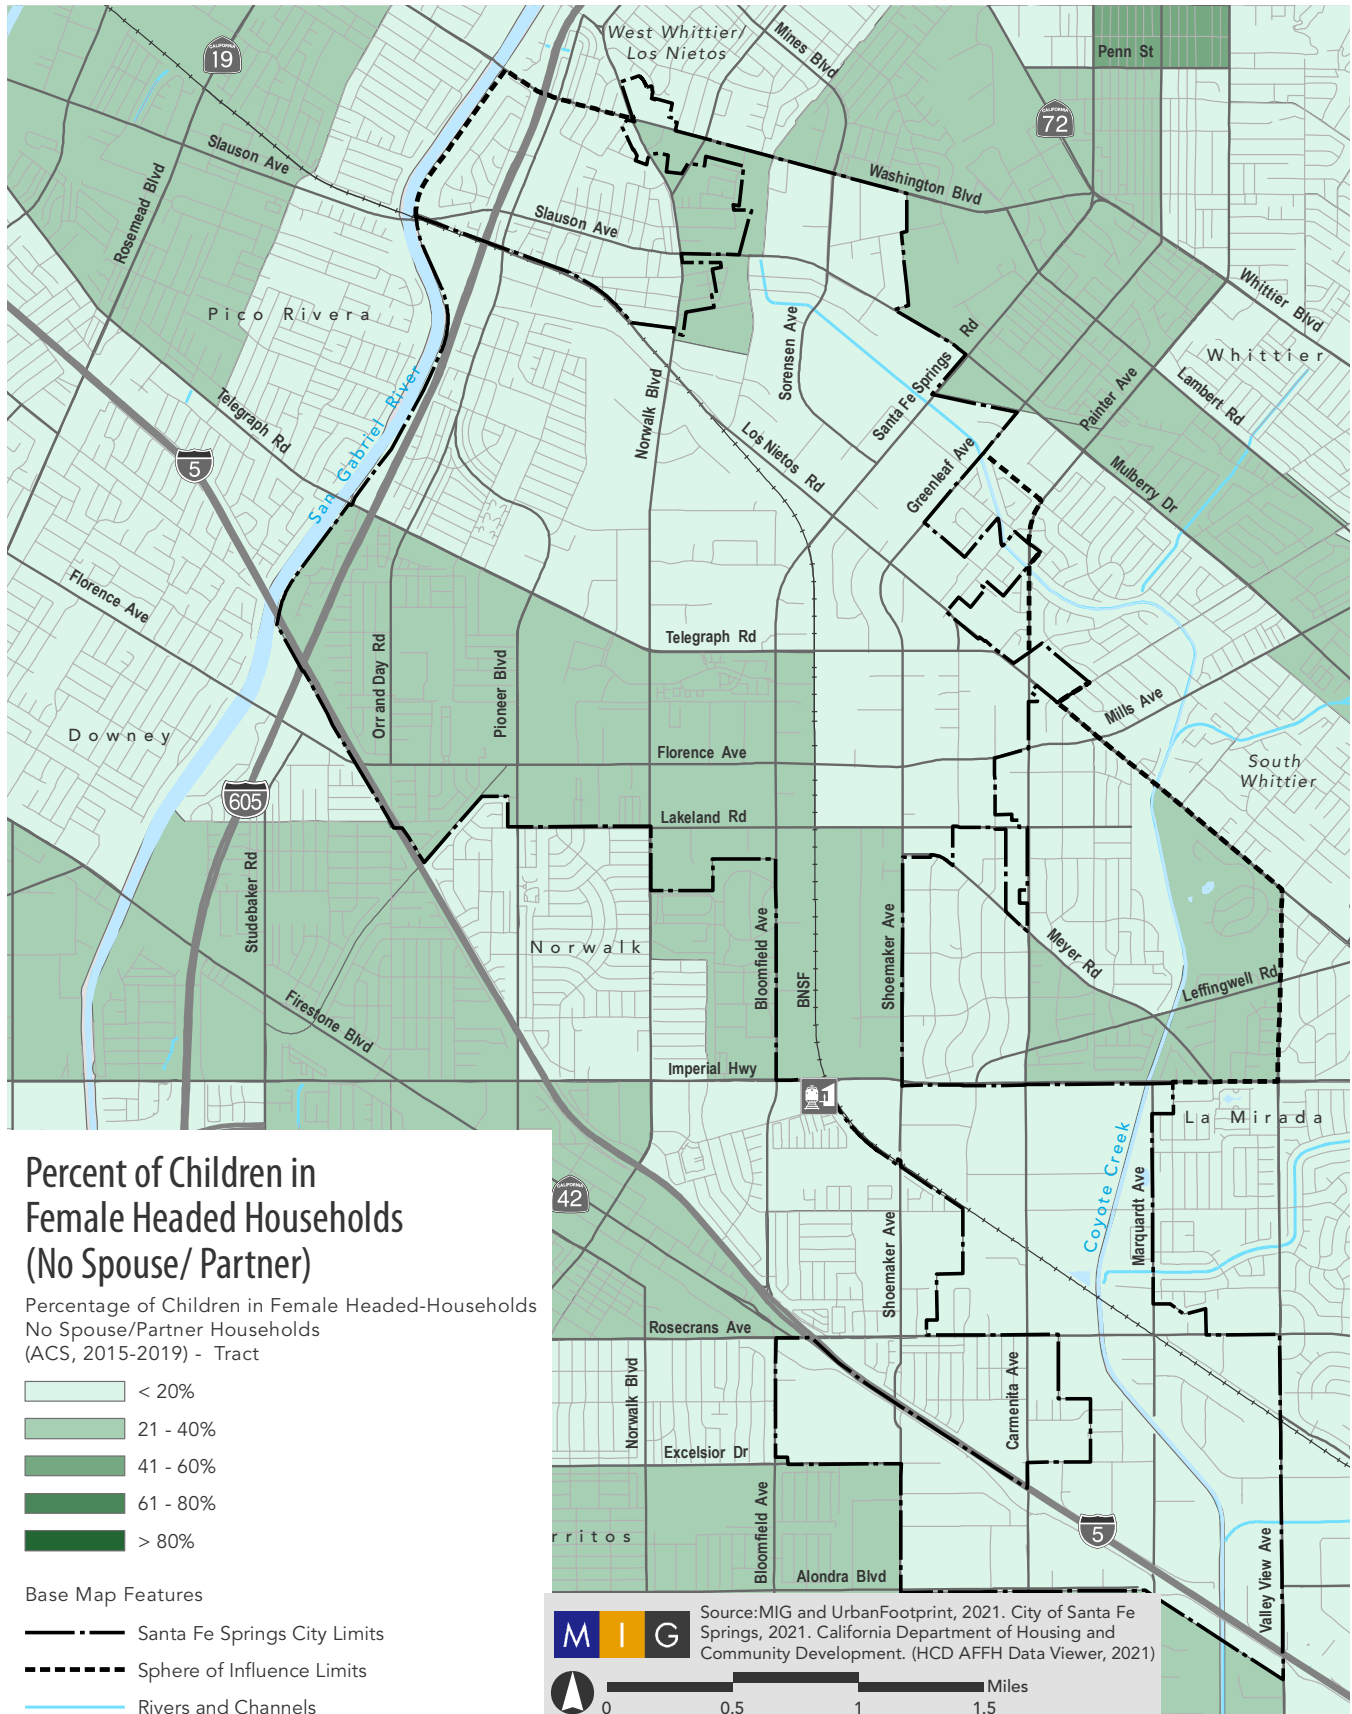 West Whittier/
Los Nietos
Mines Blvd
Penn St
CALIFORNIA
19
CALIFORNIA
72
Slauson Ave
Rosemead Blvd
Washington Blvd
Slauson Ave
Whittier Blvd
Pico Rivera
Sorensen Ave
Santa Fe Springs Rd
Whittier
Lambert Rd
Painter Ave
Telegraph Rd
San Gabriel River
Norwalk Blvd
Los Nietos Rd
Greenleaf Ave
Mulberry Dr
5
Florence Ave
Telegraph Rd
Orr and Day Rd
Pioneer Blvd
Mills Ave
Downey
Florence Ave
South
Whittier
605
Lakeland Rd
Studebaker Rd
Norwalk
Bloomfield Ave
BNSF
Shoemaker Ave
Meyer Rd
Leffingwell Rd
Firestone Blvd
Imperial Hwy
La Mirada
Coyote Creek
Marquardt Ave
CALIFORNIA
42
Shoemaker Ave
Rosecrans Ave
Norwalk Blvd
Carmenita Ave
Excelsior Dr
Bloomfield Ave
rritos
5
Alondra Blvd
Valley View Ave
Percent of Children in
Female Headed Households
(No Spouse/ Partner)
Percentage of Children in Female Headed-Households
No Spouse/Partner Households
(ACS, 2015-2019) - Tract
< 20%
21 - 40%
41 - 60%
61 - 80%
> 80%
Base Map Features
Santa Fe Springs City Limits
Sphere of Influence Limits
Rivers and Channels
M I G
Source:MIG and UrbanFootprint, 2021. City of Santa Fe
Springs, 2021. California Department of Housing and
Community Development. (HCD AFFH Data Viewer, 2021)
Miles
0 0.5 1 1.5